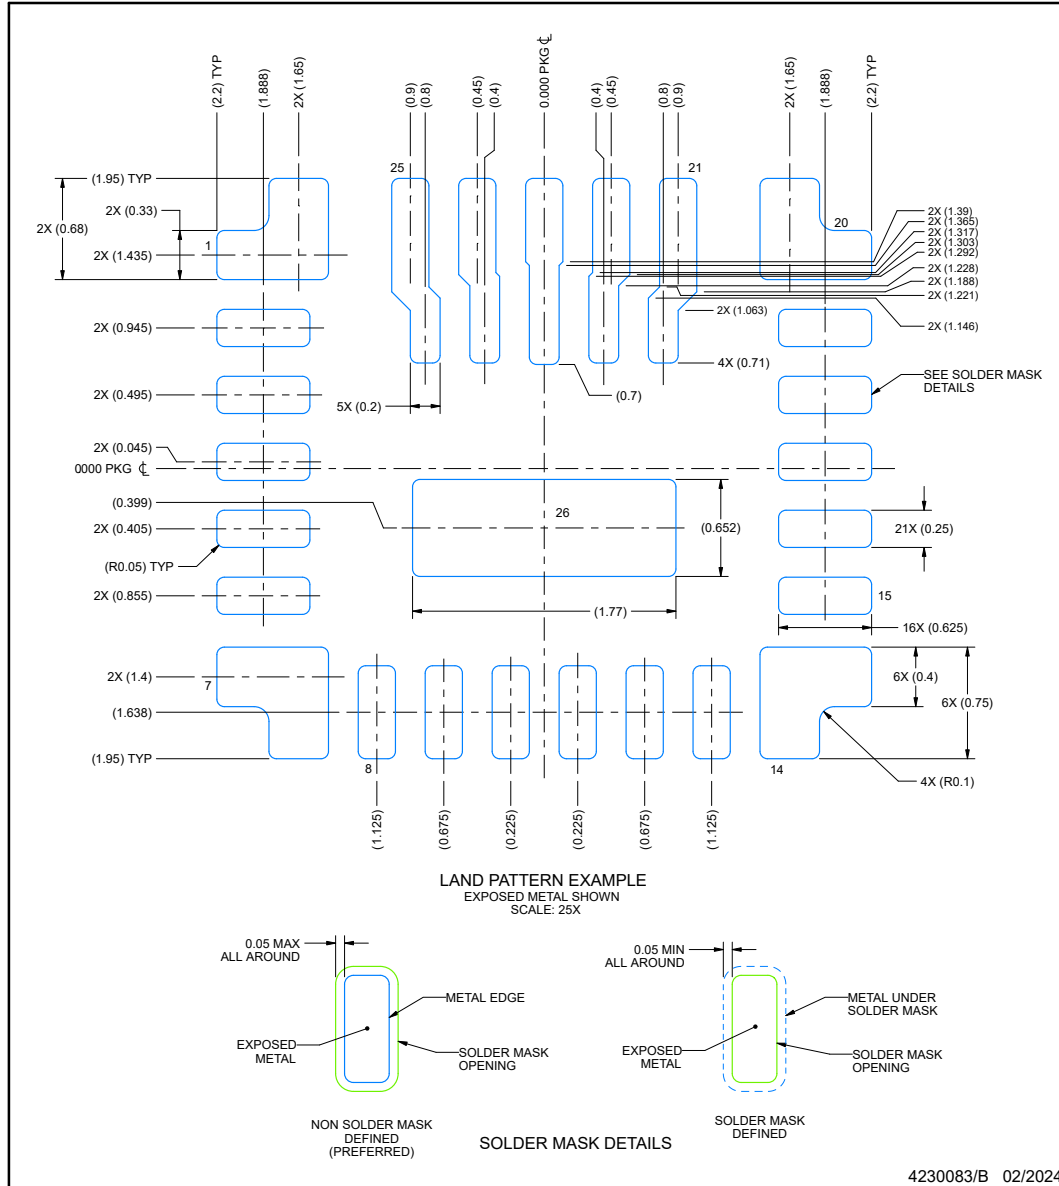 (2.2) TYP
(1.888)
2X (1.65)
(0.9)
(0.8)
(0.45)
(0.4)
0.000 PKG ℄
(0.4)
(0.45)
(0.8)
(0.9)
2X (1.65)
(1.888)
(2.2) TYP
25
21
(1.95) TYP
2X (0.33)
2X (0.68)
1
2X (1.435)
20
2X (1.39)
2X (1.365)
2X (1.317)
2X (1.303)
2X (1.292)
2X (1.228)
2X (1.188)
2X (1.221)
2X (1.063)
2X (1.146)
2X (0.945)
4X (0.71)
SEE SOLDER MASK
DETAILS
2X (0.495)
5X (0.2)
(0.7)
2X (0.045)
0000 PKG ℄
(0.399)
26
(0.652)
2X (0.405)
21X (0.25)
(R0.05) TYP
2X (0.855)
(1.77)
15
16X (0.625)
2X (1.4)
7
6X (0.4)
6X (0.75)
(1.638)
(1.95) TYP
8
14
4X (R0.1)
(1.125)
(0.675)
(0.225)
(0.225)
(0.675)
(1.125)
LAND PATTERN EXAMPLE
EXPOSED METAL SHOWN
SCALE: 25X
0.05 MAX
ALL AROUND
METAL EDGE
EXPOSED
METAL
SOLDER MASK
OPENING
NON SOLDER MASK
DEFINED
(PREFERRED)
0.05 MIN
ALL AROUND
METAL UNDER
SOLDER MASK
EXPOSED
METAL
SOLDER MASK
OPENING
SOLDER MASK
DEFINED
SOLDER MASK DETAILS
4230083/B 02/2024